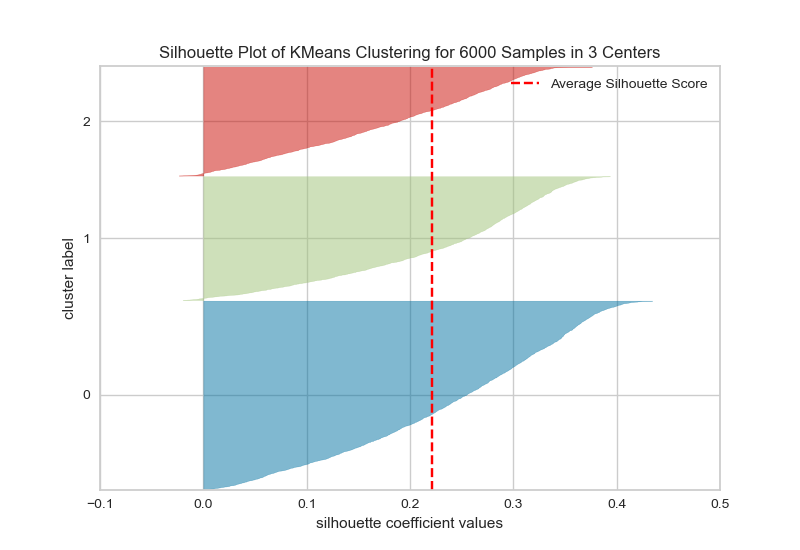 Silhouette Plot of KMeans Clustering for 6000 Samples in 3 Centers
Average Silhouette Score
2
1
0
cluster label
−0.1
0.0
0.1
0.2
0.3
0.4
0.5
silhouette coefficient values